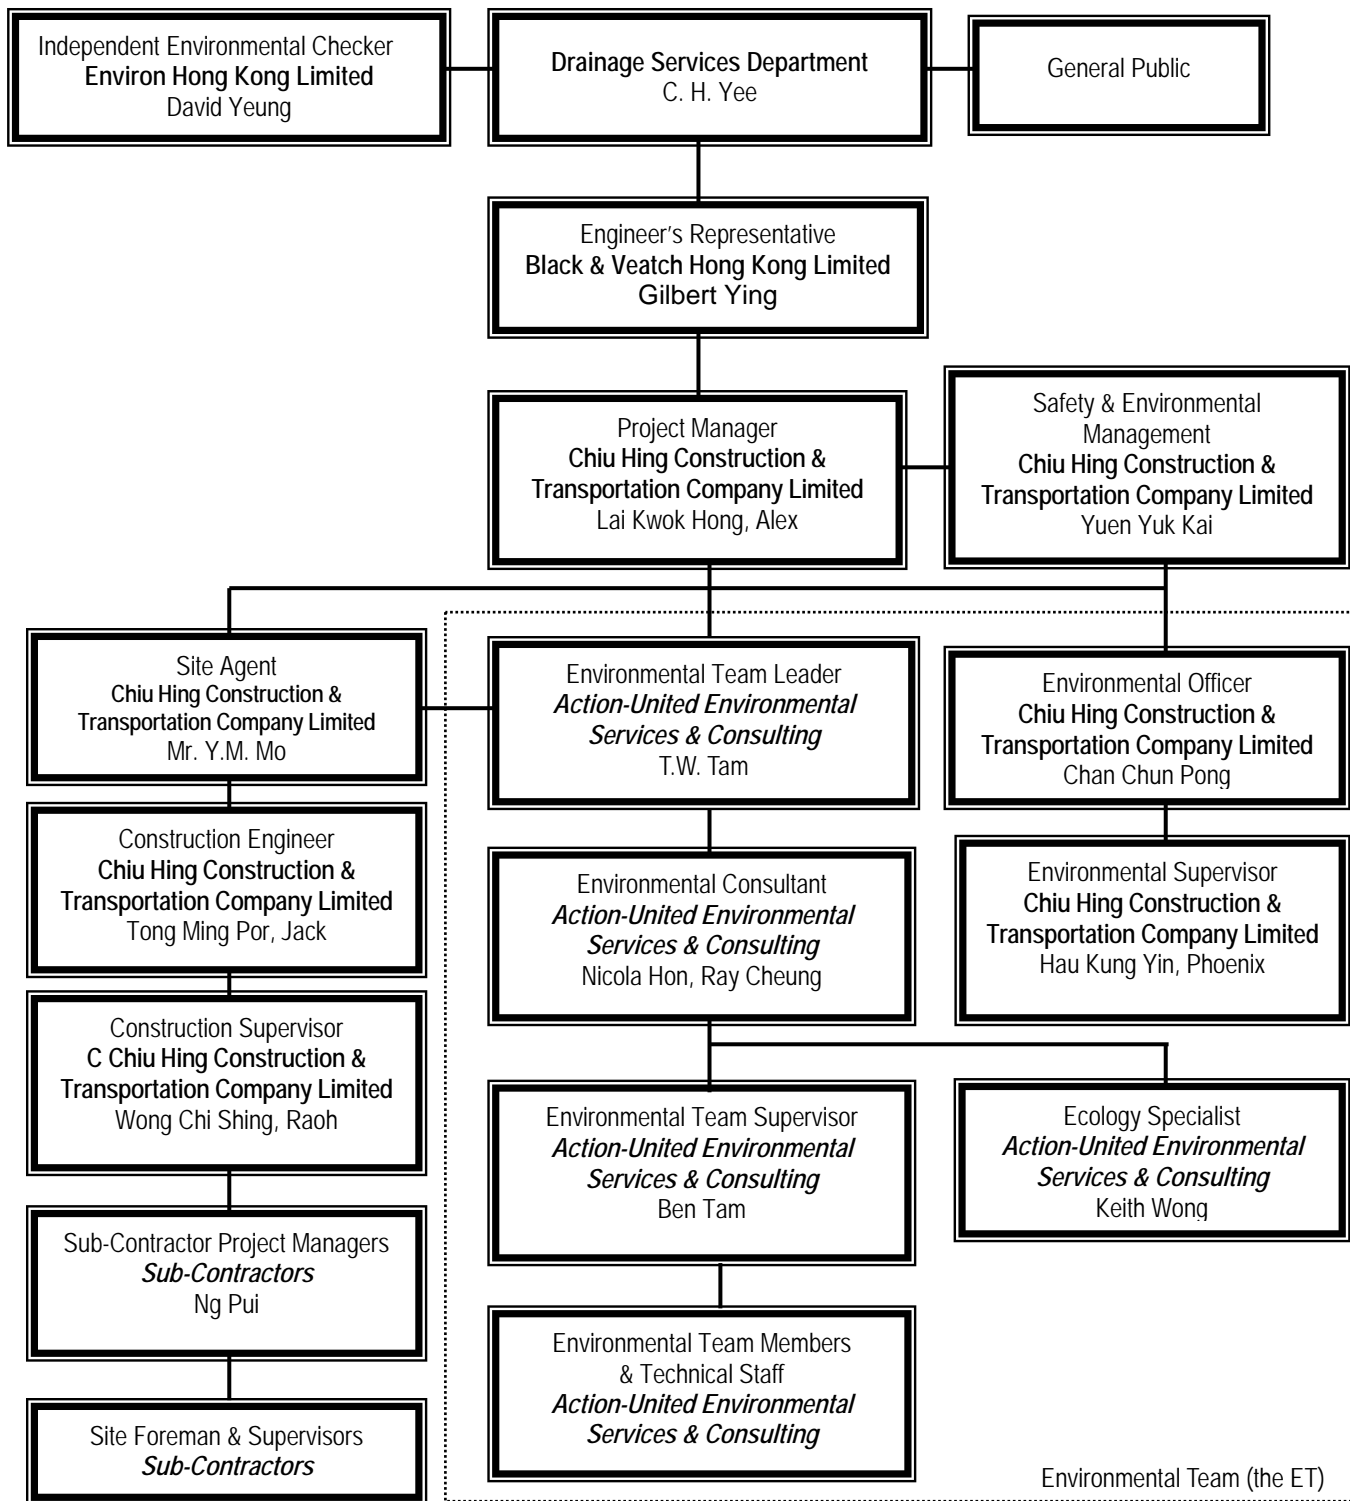 Independent Environmental Checker
Environ Hong Kong Limited
David Yeung
Drainage Services Department
C. H. Yee
General Public
Engineer's Representative
Black & Veatch Hong Kong Limited
Gilbert Ying
Project Manager
Chiu Hing Construction &
Transportation Company Limited
Lai Kwok Hong, Alex
Safety & Environmental
Management
Chiu Hing Construction &
Transportation Company Limited
Yuen Yuk Kai
Site Agent
Chiu Hing Construction &
Transportation Company Limited
Mr. Y.M. Mo
Environmental Team Leader
Action-United Environmental
Services & Consulting
T.W. Tam
Environmental Officer
Chiu Hing Construction &
Transportation Company Limited
Chan Chun Pong
Construction Engineer
Chiu Hing Construction &
Transportation Company Limited
Tong Ming Por, Jack
Environmental Consultant
Action-United Environmental
Services & Consulting
Nicola Hon, Ray Cheung
Environmental Supervisor
Chiu Hing Construction &
Transportation Company Limited
Hau Kung Yin, Phoenix
Construction Supervisor
C Chiu Hing Construction &
Transportation Company Limited
Wong Chi Shing, Raoh
Environmental Team Supervisor
Action-United Environmental
Services & Consulting
Ben Tam
Ecology Specialist
Action-United Environmental
Services & Consulting
Keith Wong
Sub-Contractor Project Managers
Sub-Contractors
Ng Pui
Environmental Team Members
& Technical Staff
Action-United Environmental
Services & Consulting
Site Foreman & Supervisors
Sub-Contractors
Environmental Team (the ET)